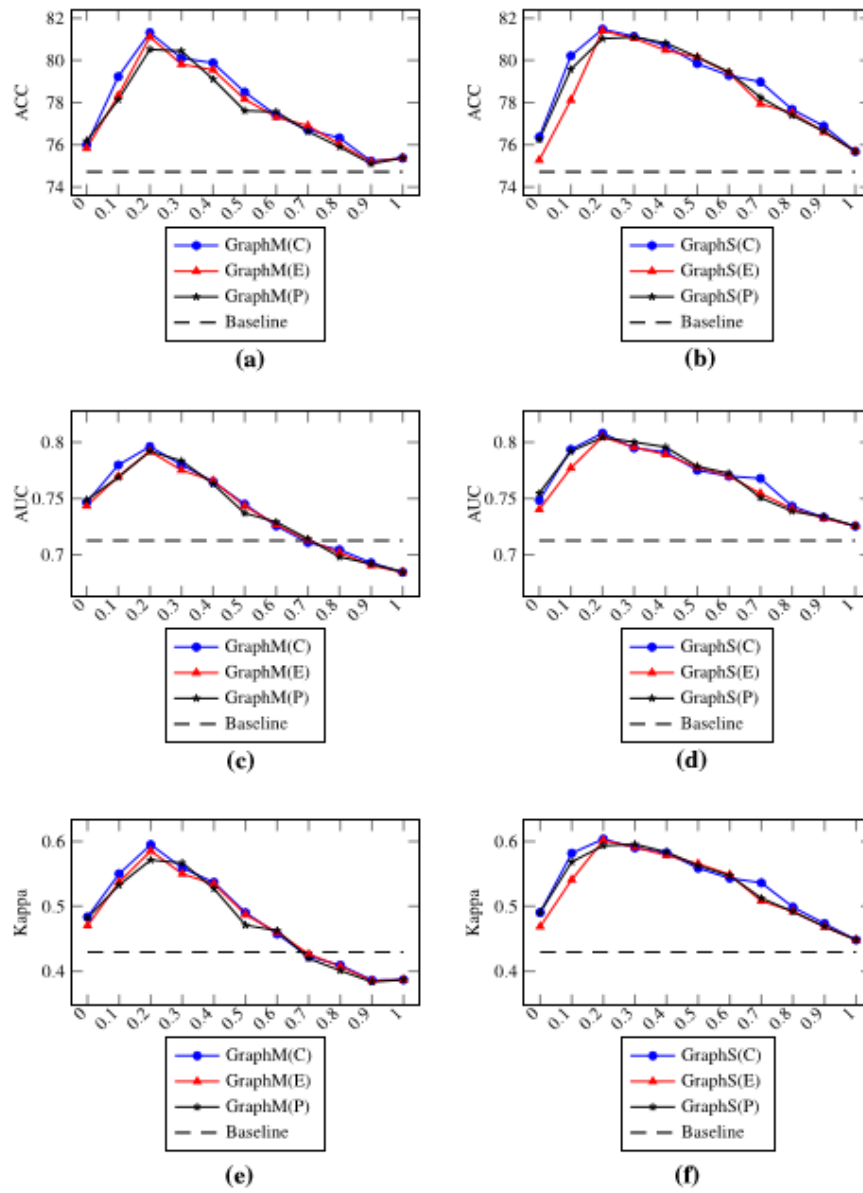 82
80
78
76
74
ACC
0 0.1 0.2 0.3 0.4 0.5 0.6 0.7 0.8 0.9 1
GraphM(C)
GraphM(E)
GraphM(P)
Baseline
(a)
82
80
78
76
74
ACC
0 0.1 0.2 0.3 0.4 0.5 0.6 0.7 0.8 0.9 1
GraphS(C)
GraphS(E)
GraphS(P)
Baseline
(b)
0.8
0.75
0.7
AUC
0 0.1 0.2 0.3 0.4 0.5 0.6 0.7 0.8 0.9 1
GraphM(C)
GraphM(E)
GraphM(P)
Baseline
(c)
0.8
0.75
0.7
AUC
0 0.1 0.2 0.3 0.4 0.5 0.6 0.7 0.8 0.9 1
GraphS(C)
GraphS(E)
GraphS(P)
Baseline
(d)
0.6
0.5
0.4
Kappa
0 0.1 0.2 0.3 0.4 0.5 0.6 0.7 0.8 0.9 1
GraphM(C)
GraphM(E)
GraphM(P)
Baseline
(e)
0.6
0.5
0.4
Kappa
0 0.1 0.2 0.3 0.4 0.5 0.6 0.7 0.8 0.9 1
GraphS(C)
GraphS(E)
GraphS(P)
Baseline
(f)